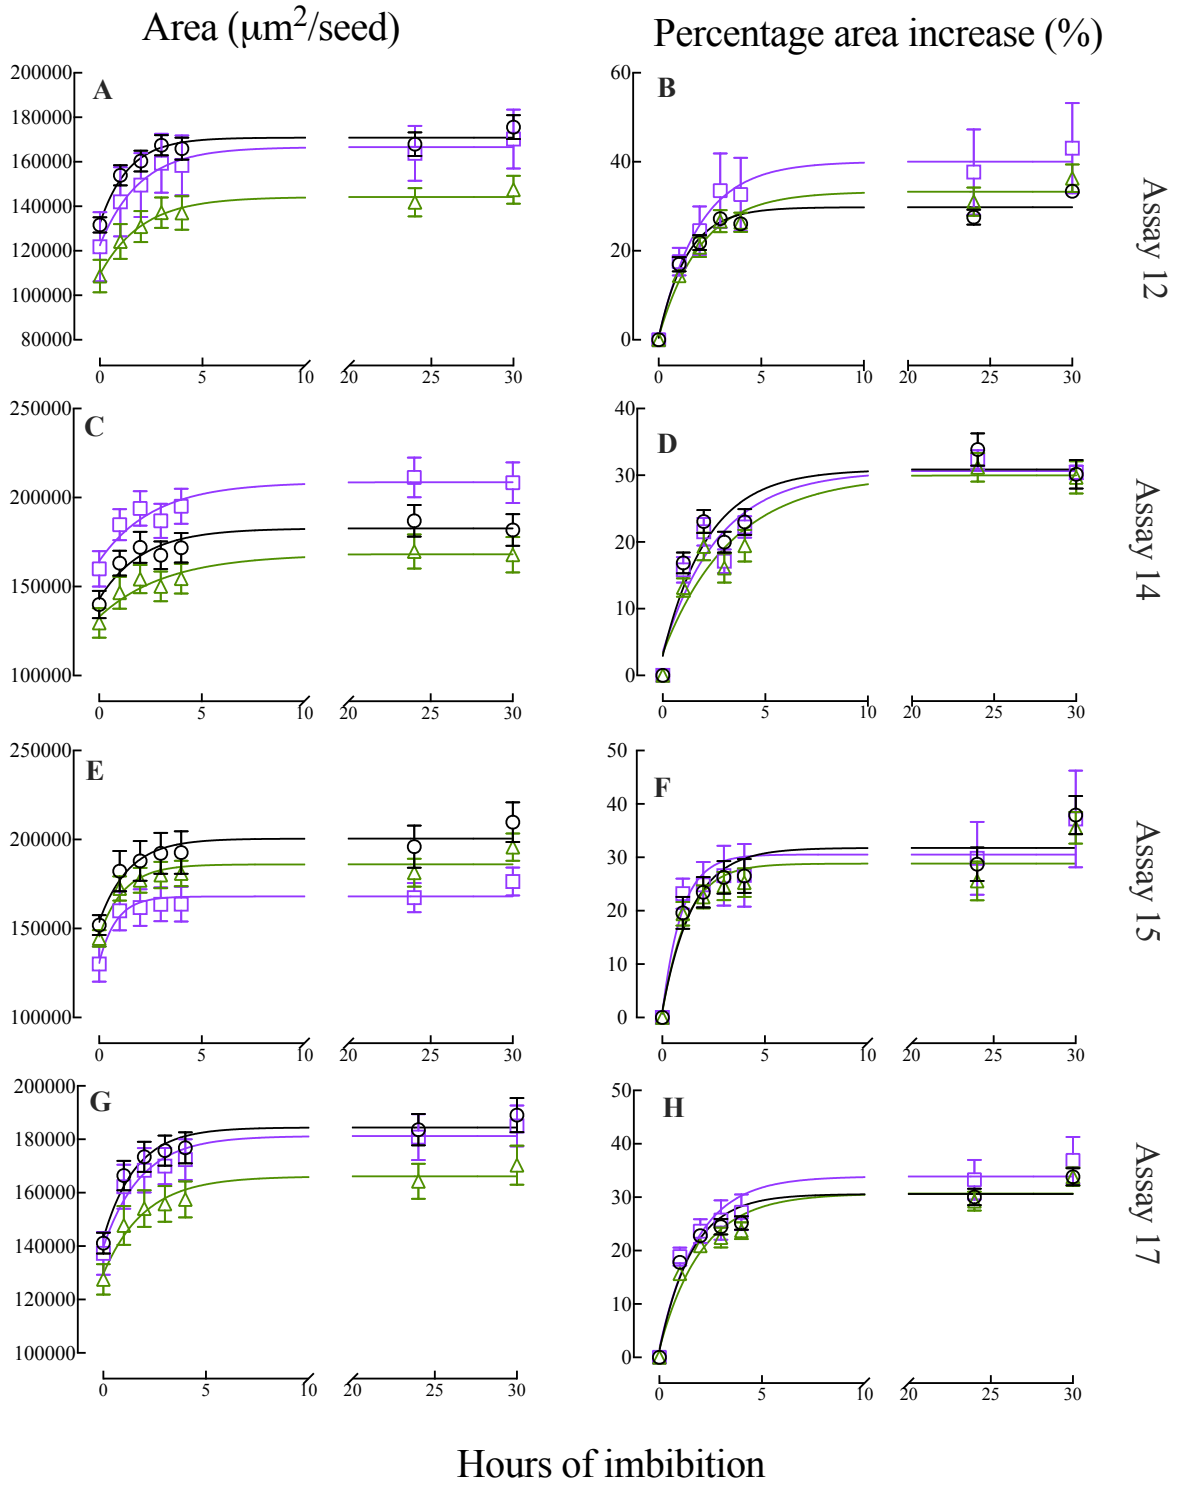 Area (μm²/seed) Percentage area increase (%)
A
200000
180000
160000
140000
120000
100000
80000
0 5 10 20 25 30
B
60
40
20
0
0 5 10 20 25 30
Assay 12
C
250000
200000
150000
100000
0 5 10 20 25 30
D
40
30
20
10
0
0 5 10 20 25 30
Assay 14
E
250000
200000
150000
100000
0 5 10 20 25 30
F
50
40
30
20
10
0
0 5 10 20 25 30
Assay 15
G
200000
180000
160000
140000
120000
100000
0 5 10 20 25 30
H
50
40
30
20
10
0
0 5 10 20 25 30
Assay 17
Hours of imbibition